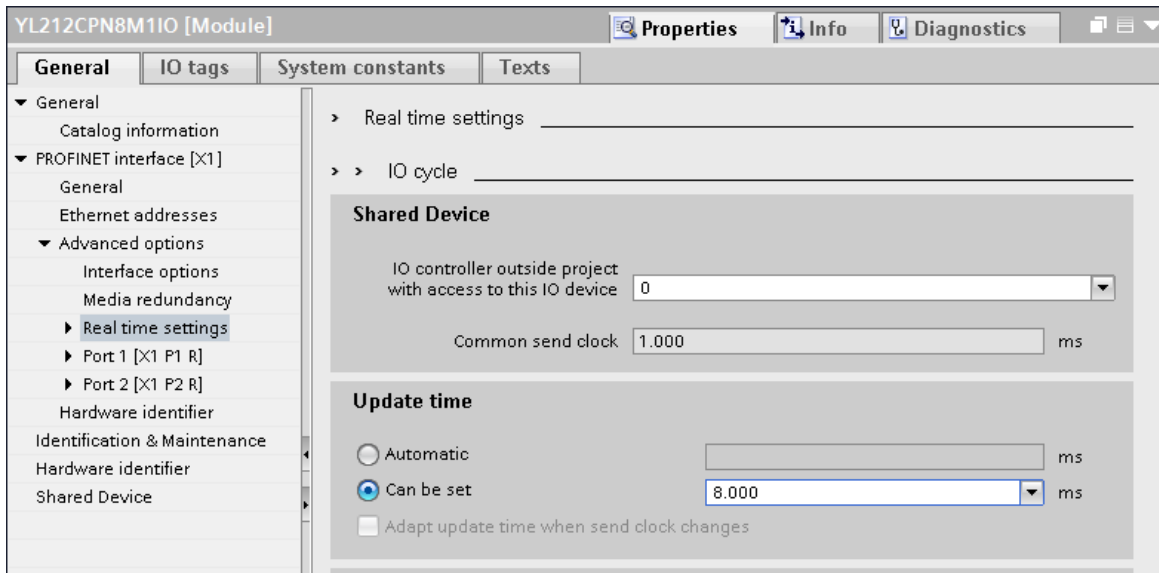 YL212CPN8M1IO [Module]
Properties
Info
Diagnostics
General
IO tags
System constants
Texts
General
Catalog information
PROFINET interface [X1]
General
Ethernet addresses
Advanced options
Interface options
Media redundancy
Real time settings
Port 1 [X1 P1 R]
Port 2 [X1 P2 R]
Hardware identifier
Identification & Maintenance
Hardware identifier
Shared Device
Real time settings
IO cycle
Shared Device
IO controller outside project
with access to this IO device
0
Common send clock
1.000
ms
Update time
Automatic
ms
Can be set
8.000
ms
Adapt update time when send clock changes